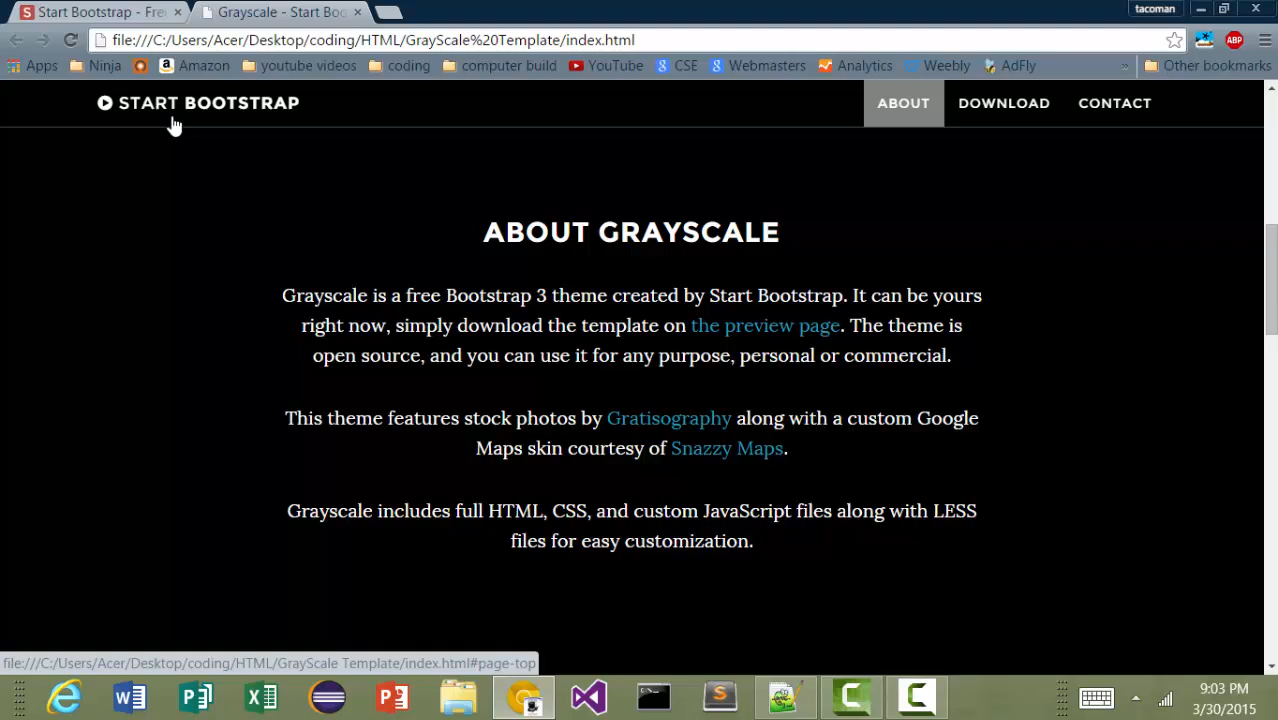 Start Bootstrap - Fre
Grayscale - Start Boo
tacoman
file:///C:/Users/Acer/Desktop/coding/HTML/GrayScale%20Template/index.html
ABP
Apps Ninja Amazon youtube videos coding computer build YouTube CSE Webmasters Analytics Weebly AdFly » Other bookmarks
START BOOTSTRAP
ABOUT DOWNLOAD CONTACT
ABOUT GRAYSCALE
Grayscale is a free Bootstrap 3 theme created by Start Bootstrap. It can be yours
right now, simply download the template on the preview page. The theme is
open source, and you can use it for any purpose, personal or commercial.
This theme features stock photos by Gratisography along with a custom Google
Maps skin courtesy of Snazzy Maps.
Grayscale includes full HTML, CSS, and custom JavaScript files along with LESS
files for easy customization.
file:///C:/Users/Acer/Desktop/coding/HTML/GrayScale Template/index.html#page-top
9:03 PM
3/30/2015